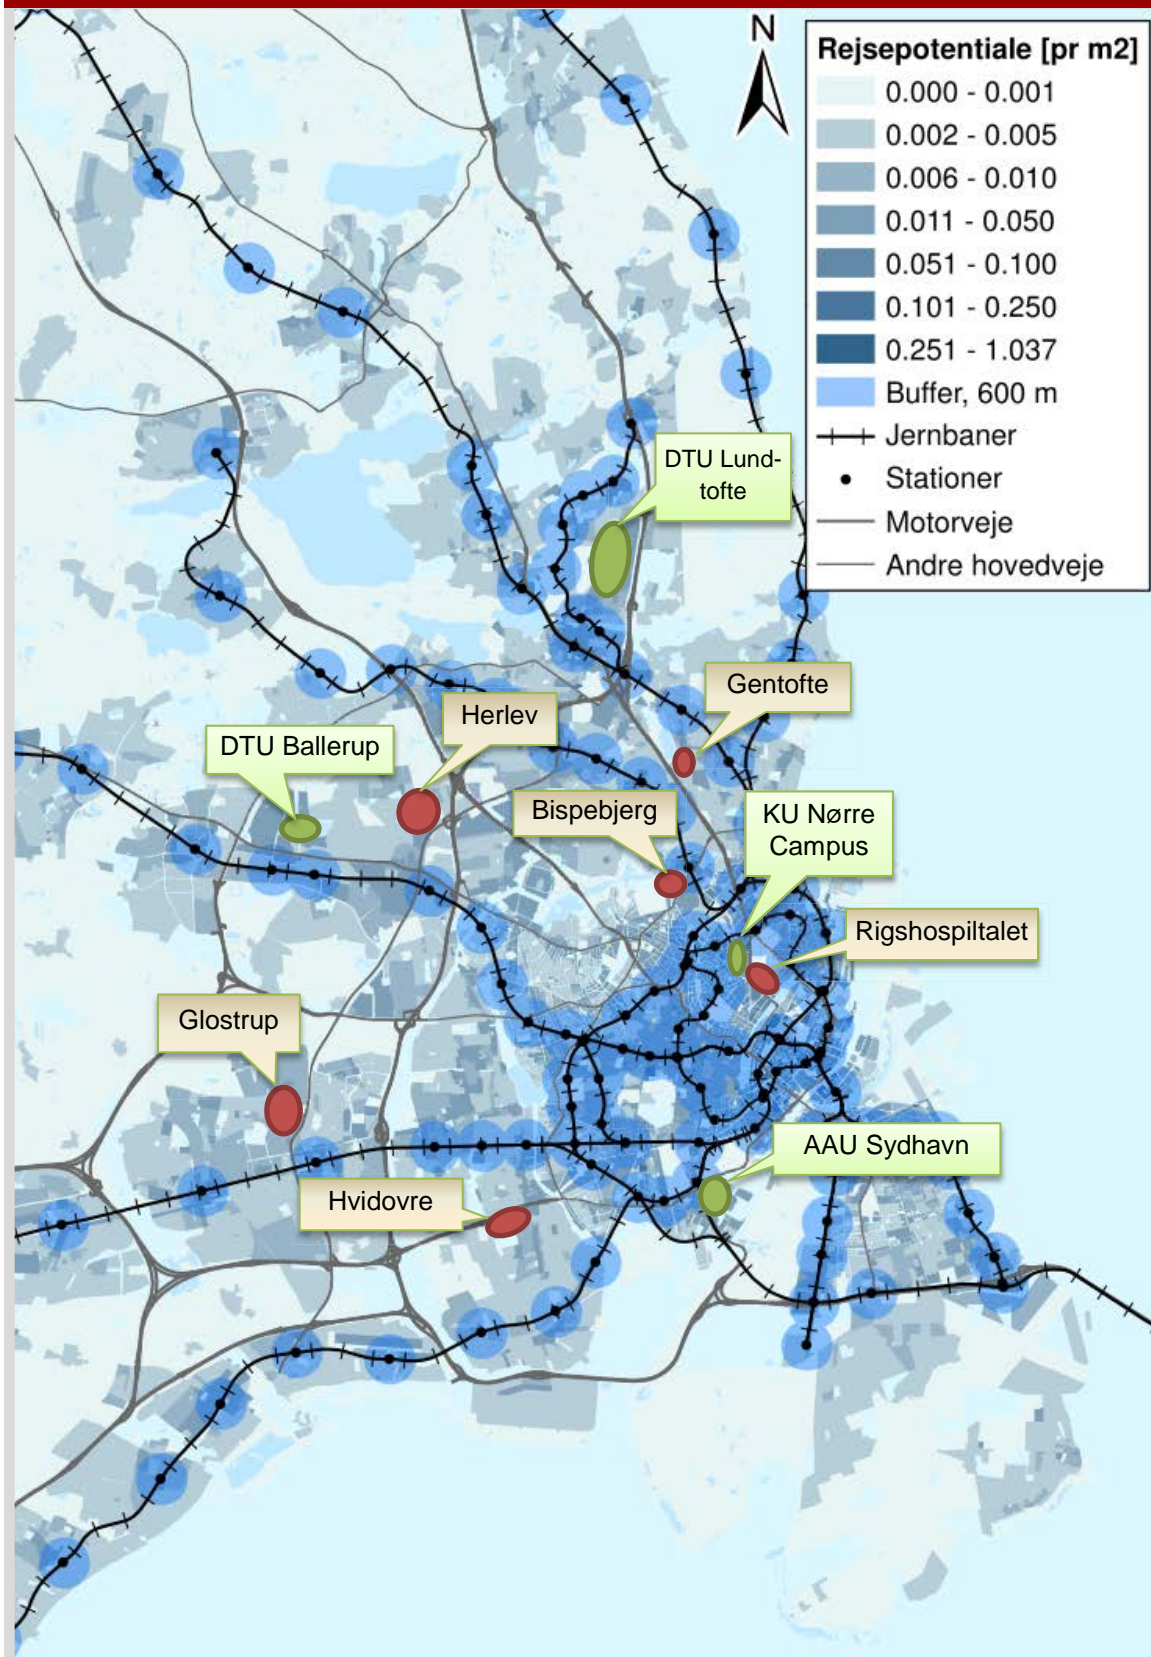 N
Rejsepotentiale [pr m2]
0.000 - 0.001
0.002 - 0.005
0.006 - 0.010
0.011 - 0.050
0.051 - 0.100
0.101 - 0.250
0.251 - 1.037
Buffer, 600 m
Jernbaner
Stationer
Motorveje
Andre hovedveje
DTU Lund-
tofte
Gentofte
Herlev
DTU Ballerup
Bispebjerg
KU Nørre
Campus
Rigshospiltalet
Glostrup
AAU Sydhavn
Hvidovre